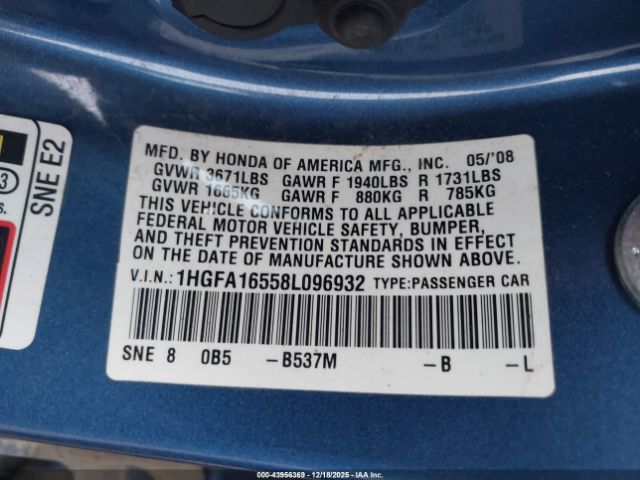 MFD. BY HONDA OF AMERICA MFG., INC. 05/'08
GVWR 3671LBS GAWR F 1940LBS R 1731LBS
GVWR 1665KG GAWR F 880KG R 785KG
THIS VEHICLE CONFORMS TO ALL APPLICABLE
FEDERAL MOTOR VEHICLE SAFETY, BUMPER,
AND THEFT PREVENTION STANDARDS IN EFFECT
ON THE DATE OF MANUFACTURE SHOWN ABOVE.
V.I.N.: 1HGFA16558L096932 TYPE:PASSENGER CAR
SNE 8 0B5 -B537M -B -L
SNE E2
3
s.
000-43956369 - 12/18/2025 - IAA Inc.